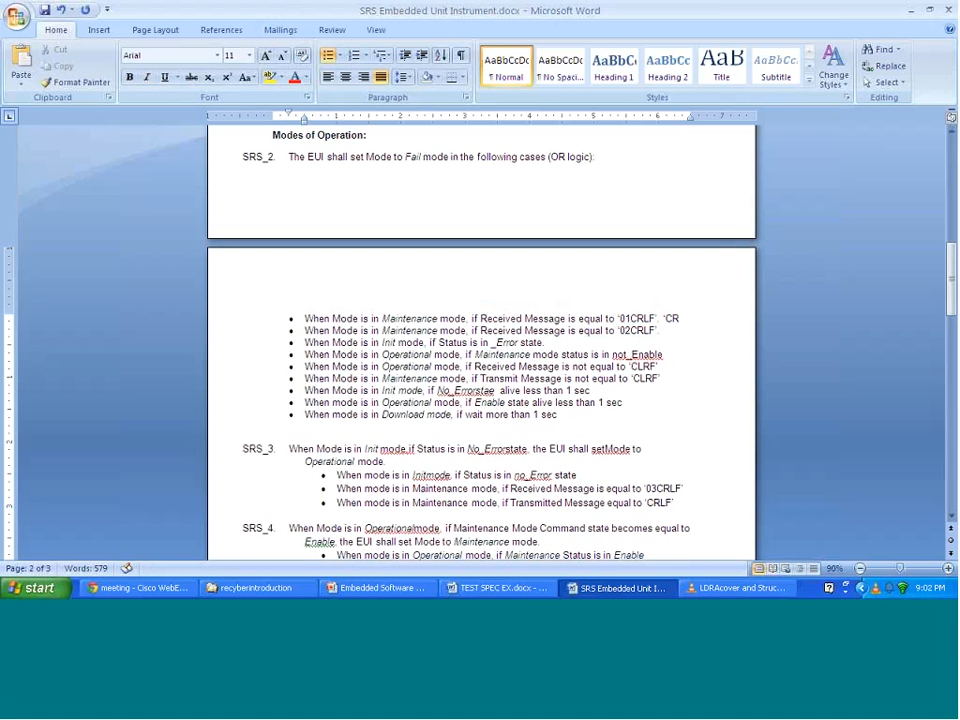 SRS Embedded Unit Instrument.docx - Microsoft Word
Home Insert Page Layout References Mailings Review View
Paste
Cut
Copy
Format Painter
Clipboard
Arial 11
Font
Paragraph
AaBbCcDc AaBbCcDc AaBbC AaBbCc AaB AaBbCc.
¶ Normal ¶ No Spaci... Heading 1 Heading 2 Title Subtitle
Change Styles
Styles
Find
Replace
Select
Editing
Modes of Operation:
SRS_2. The EUI shall set Mode to Fail mode in the following cases (OR logic):
• When Mode is in Maintenance mode, if Received Message is equal to '01CRLF'. 'CR
• When Mode is in Maintenance mode, if Received Message is equal to '02CRLF'.
• When Mode is in Init mode, if Status is in _Error state.
• When Mode is in Operational mode, if Maintenance mode status is in not_Enable
• When Mode is in Operational mode, if Received Message is not equal to 'CLRF'
• When Mode is in Maintenance mode, if Transmit Message is not equal to 'CLRF'
• When Mode is in Init mode, if No_Errorstae alive less than 1 sec
• When Mode is in Operational mode, if Enable state alive less than 1 sec
• When mode is in Download mode, if wait more than 1 sec
SRS_3. When Mode is in Init mode,if Status is in No_Errorstate, the EUI shall setMode to
Operational mode.
• When mode is in Initmode, if Status is in no_Error state
• When mode is in Maintenance mode, if Received Message is equal to '03CRLF'
• When mode is in Maintenance mode, if Transmitted Message is equal to 'CRLF'
SRS_4. When Mode is in Operationalmode, if Maintenance Mode Command state becomes equal to
Enable, the EUI shall set Mode to Maintenance mode.
• When mode is in Operational mode, if Maintenance Status is in Enable
Page: 2 of 3 Words: 579 90%
start meeting - Cisco WebE... recyberintroduction Embedded Software ... TEST SPEC EX.docx - ... SRS Embedded Unit I... LDRAcover and Struc... 9:02 PM